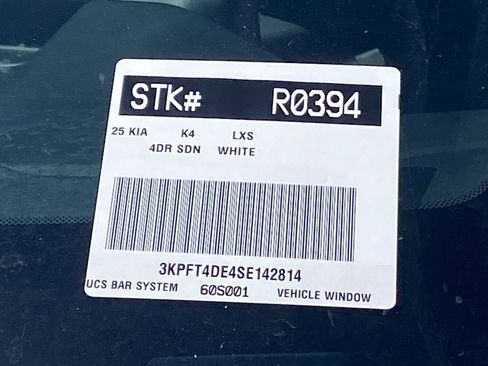 STK# R0394
25 KIA K4 LXS
4DR SDN WHITE
3KPFT4DE4SE142814
UCS BAR SYSTEM 60S001 VEHICLE WINDOW